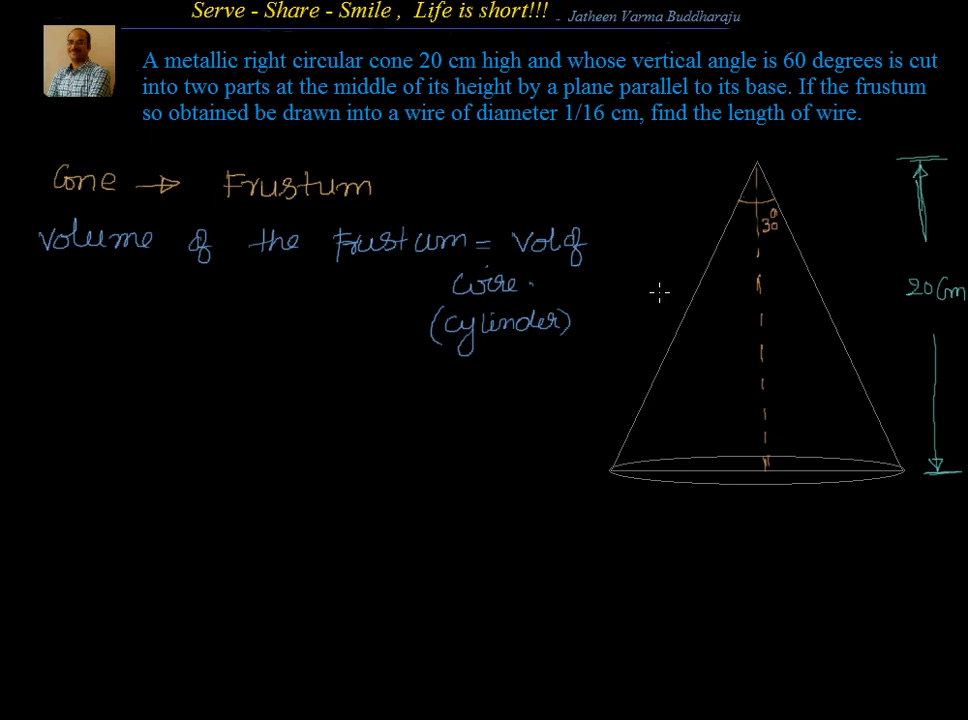 Serve - Share - Smile , Life is short!!! - Jatheen Varma Buddharaju
A metallic right circular cone 20 cm high and whose vertical angle is 60 degrees is cut
into two parts at the middle of its height by a plane parallel to its base. If the frustum
so obtained be drawn into a wire of diameter 1/16 cm, find the length of wire.
Cone → Frustum
Volume of the Frustum = Vol of
wire.
(cylinder)
30°
20 Cm